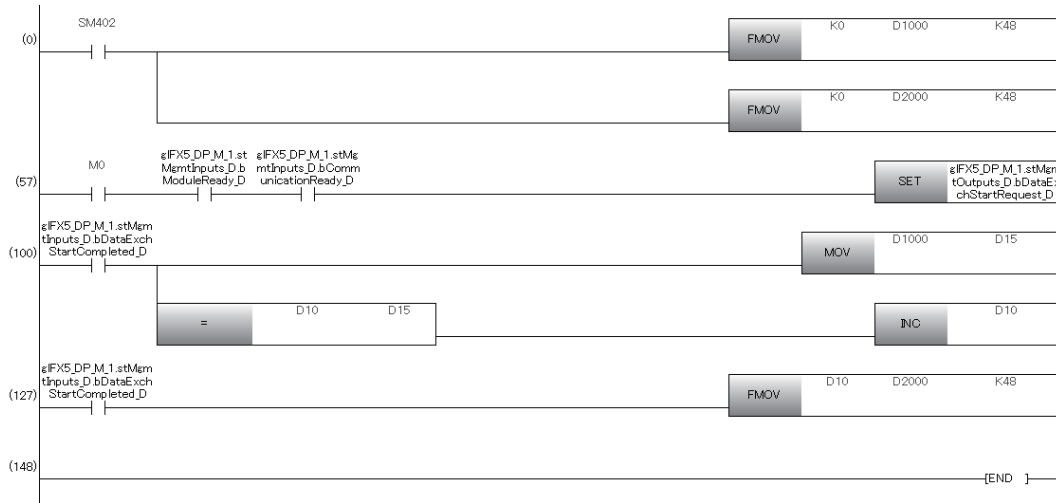 SM402
(0)
FMOV K0 D1000 K48
FMOV K0 D2000 K48
(57)
M0
gIFX5_DP_M_1.st
MgmtInputs_D.b
ModuleReady_D
gIFX5_DP_M_1.stMg
mtInputs_D.bComm
unicationReady_D
SET
gIFX5_DP_M_1.stMgm
tOutputs_D.bDataEx
chStartRequest_D
(100)
gIFX5_DP_M_1.stMgm
tInputs_D.bDataExch
StartCompleted_D
MOV D1000 D15
= D10 D15
INC D10
(127)
gIFX5_DP_M_1.stMgm
tInputs_D.bDataExch
StartCompleted_D
FMOV D10 D2000 K48
(148)
[END ]